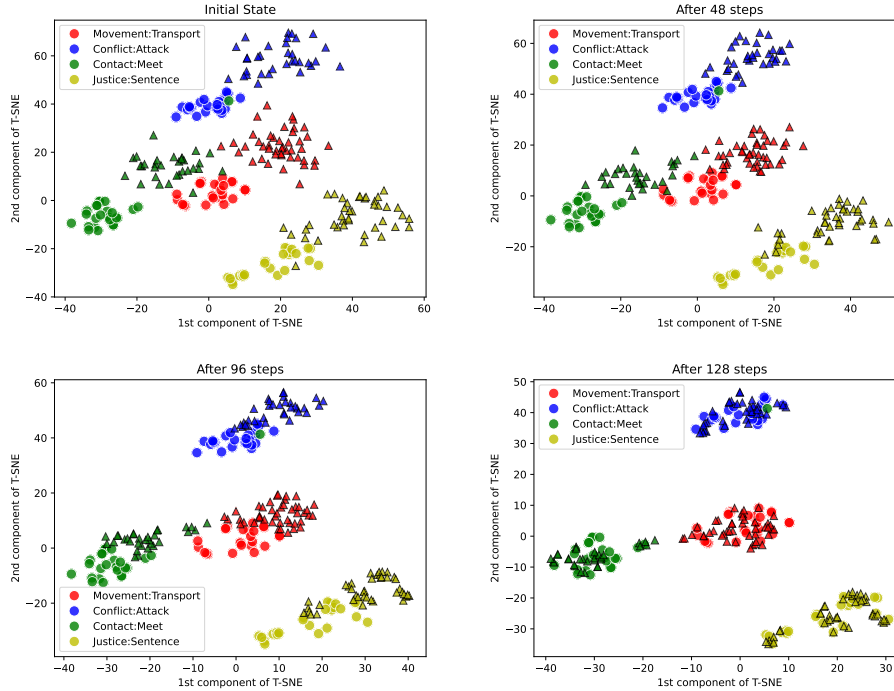 Initial State
Movement:Transport
Conflict:Attack
Contact:Meet
Justice:Sentence
2nd component of T-SNE
60
40
20
0
−20
−40
−40
−20
0
20
40
60
1st component of T-SNE
After 48 steps
Movement:Transport
Conflict:Attack
Contact:Meet
Justice:Sentence
2nd component of T-SNE
60
40
20
0
−20
−40
−20
0
20
40
1st component of T-SNE
After 96 steps
Movement:Transport
Conflict:Attack
Contact:Meet
Justice:Sentence
2nd component of T-SNE
60
40
20
0
−20
−40
−30
−20
−10
0
10
20
30
40
1st component of T-SNE
After 128 steps
Movement:Transport
Conflict:Attack
Contact:Meet
Justice:Sentence
2nd component of T-SNE
50
40
30
20
10
0
−10
−20
−30
−40
−30
−20
−10
0
10
20
30
1st component of T-SNE